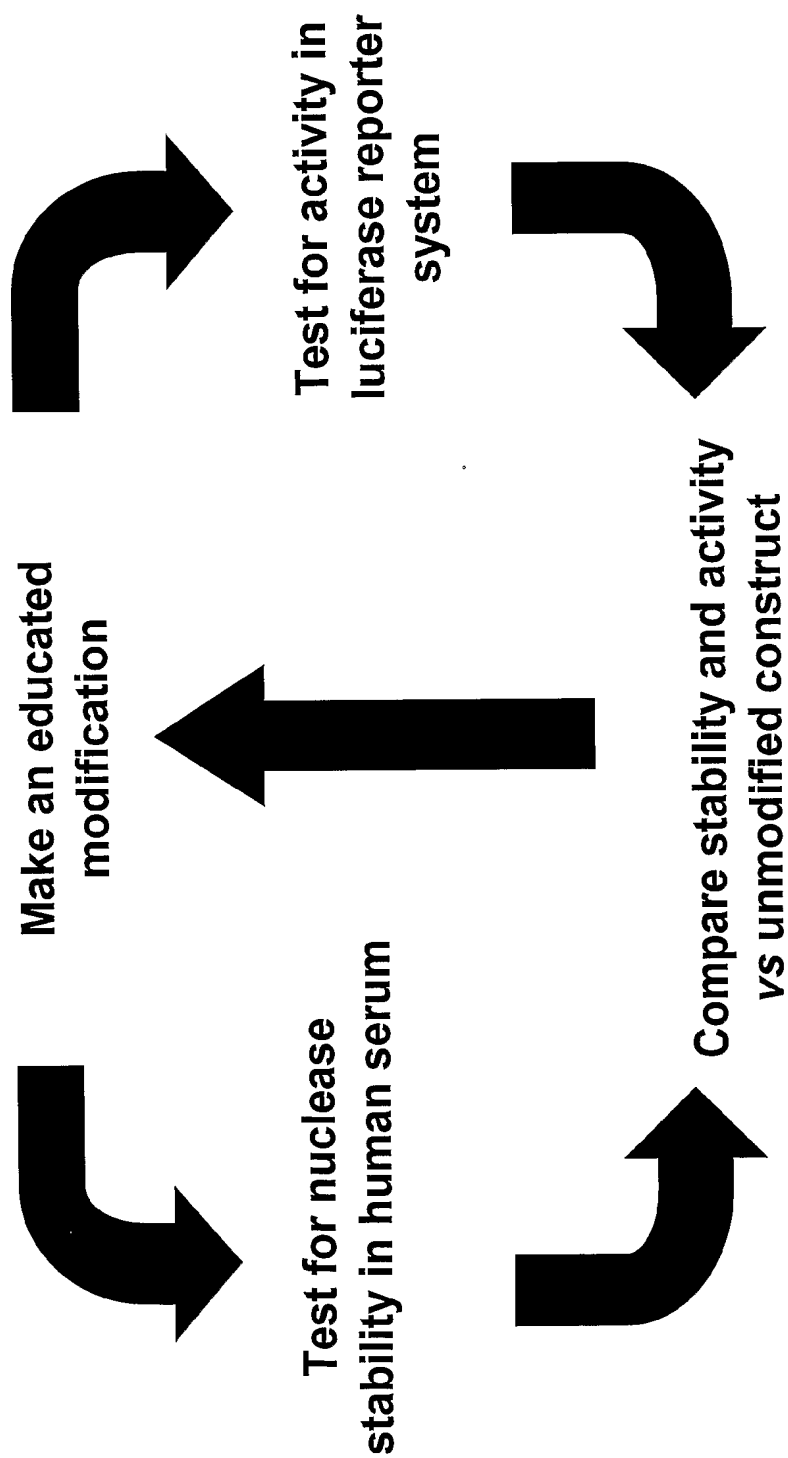 Make an educated
modification
Test for nuclease
stability in human serum
Test for activity in
luciferase reporter
system
Compare stability and activity
vs unmodified construct